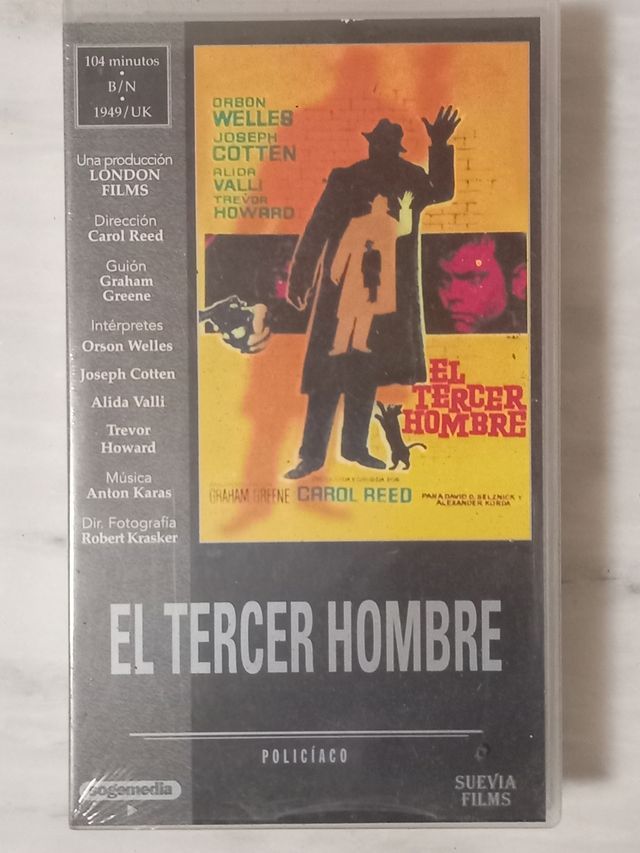 104 minutos
•
B/N
•
1949/UK
Una producción
LONDON
FILMS
Dirección
Carol Reed
Guión
Graham
Greene
Intérpretes
Orson Welles
Joseph Cotten
Alida Valli
Trevor
Howard
Música
Anton Karas
Dir. Fotografía
Robert Krasker
ORSON
WELLES
JOSEPH
COTTEN
ALIDA
VALLI
TREVOR
HOWARD
EL
TERCER
HOMBRE
POR
GRAHAM GREENE
CAROL REED
PARA DAVID O. SELZNICK Y
ALEXANDER KORDA
EL TERCER HOMBRE
POLICÍACO
sogemedia
SUEVIA
FILMS